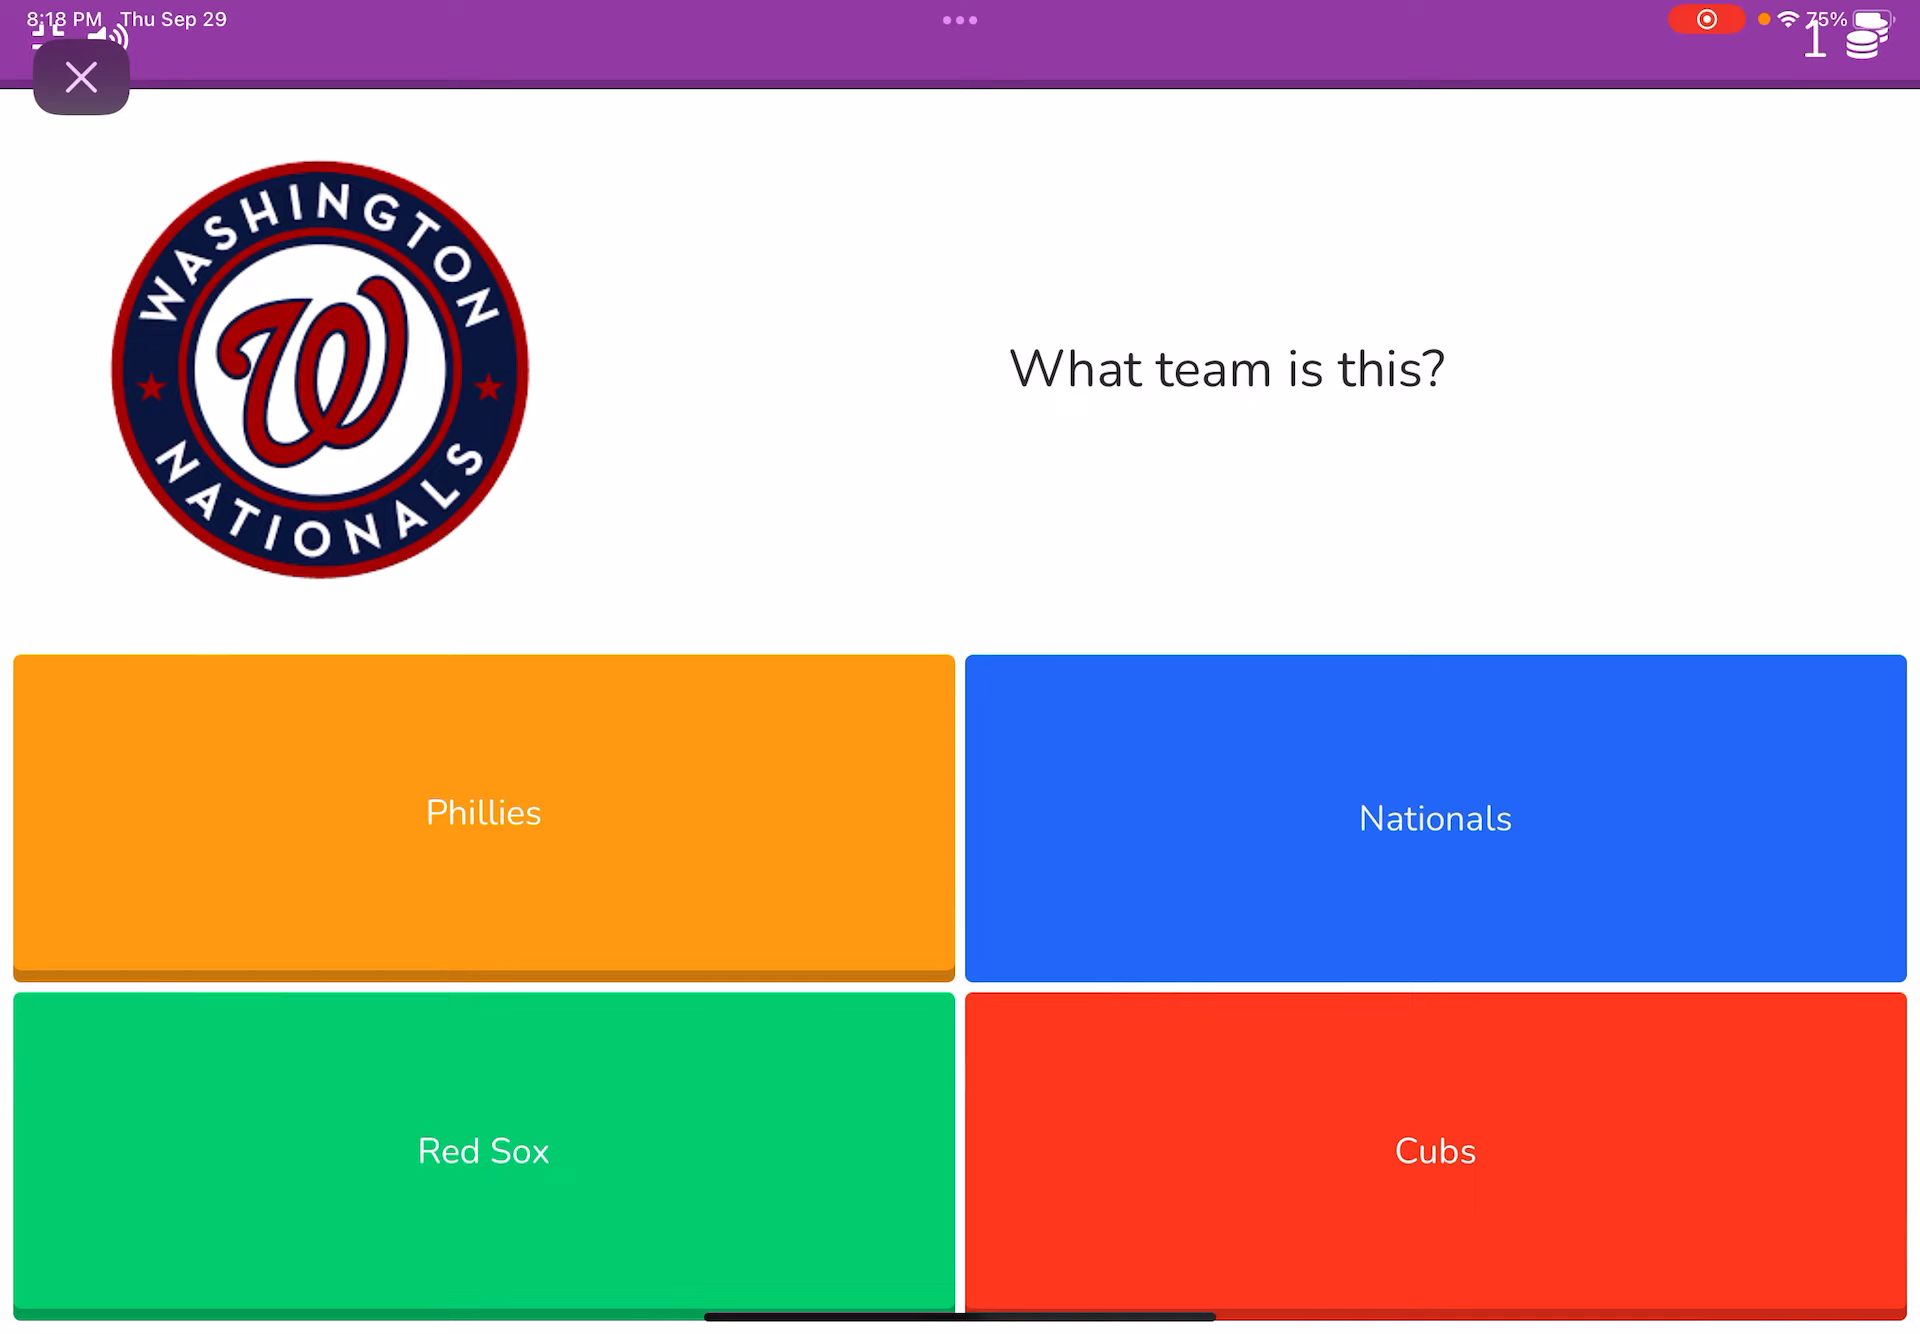 8:18 PM Thu Sep 29
75%
1
WASHINGTON
W
NATIONALS
What team is this?
Phillies
Nationals
Red Sox
Cubs